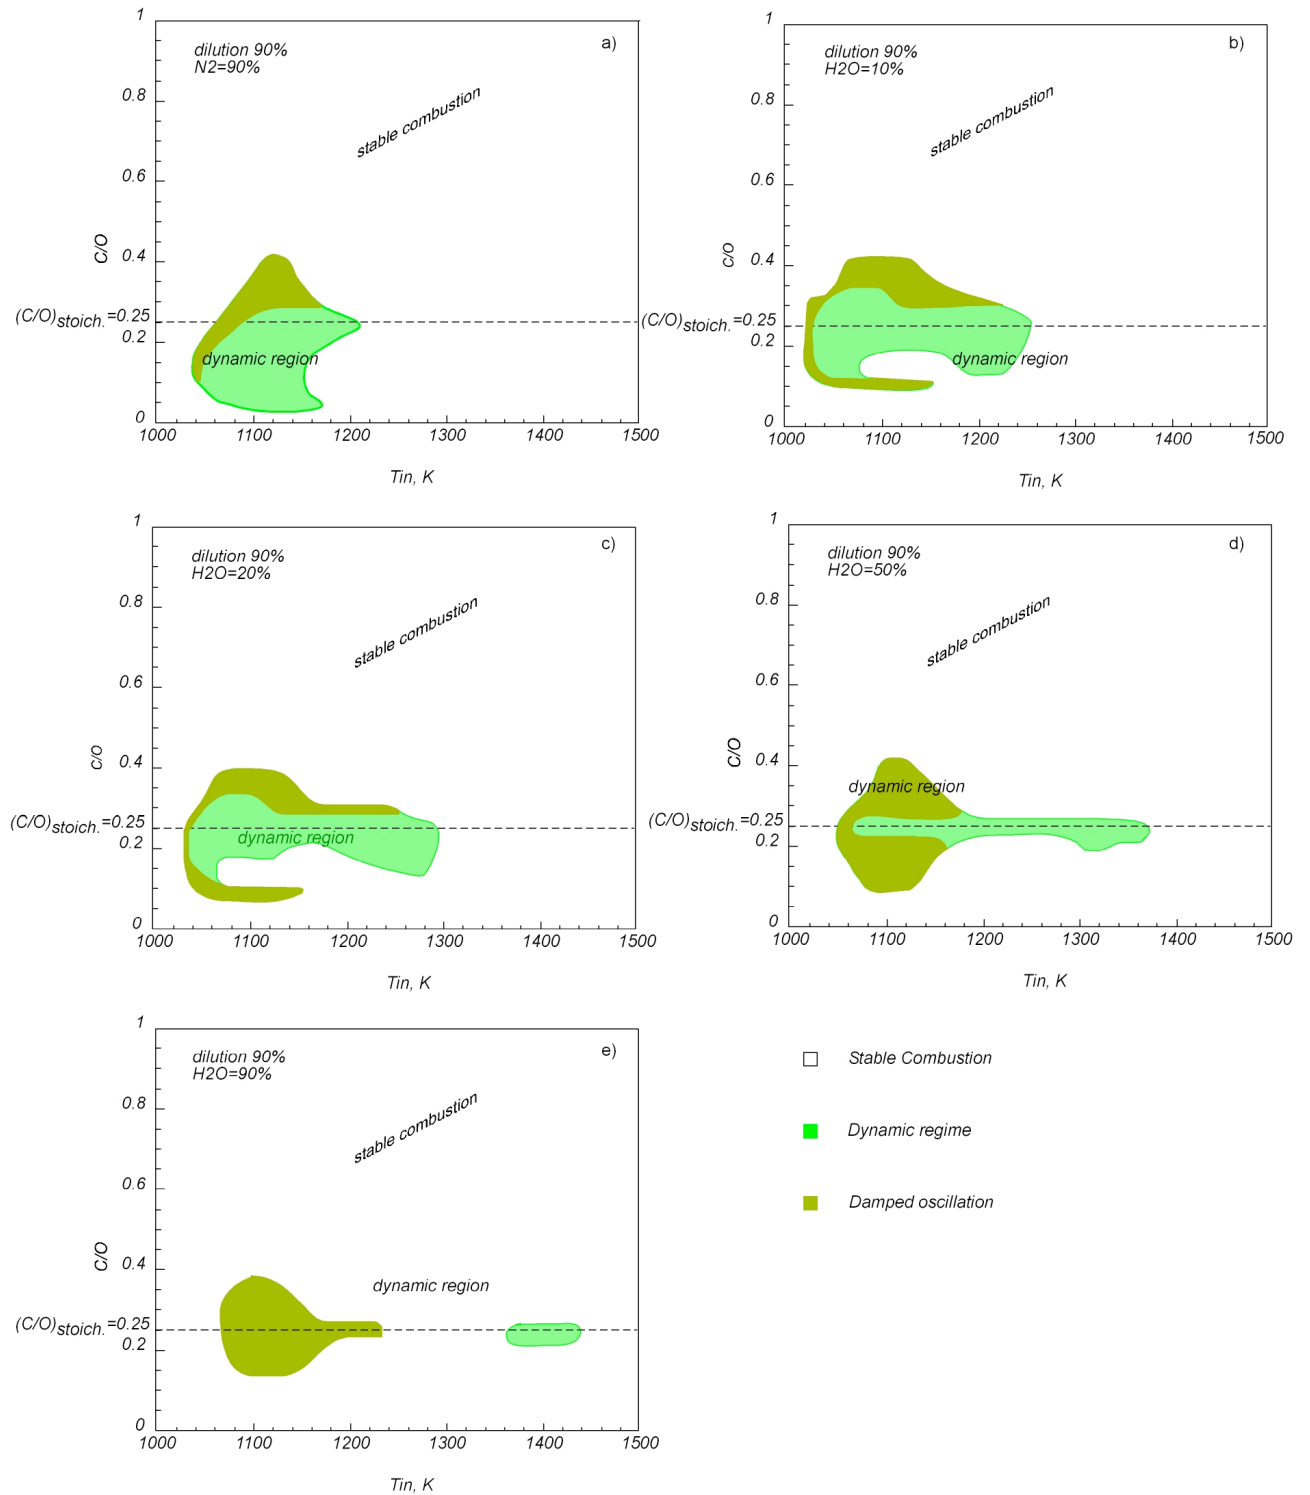 a)
dilution 90%
N2=90%
stable combustion
dynamic region
1
0.8
0.6
0.4
0.2
0
C/O
(C/O)stoich.=0.25
1000 1100 1200 1300 1400 1500
Tin, K
b)
dilution 90%
H2O=10%
stable combustion
dynamic region
1
0.8
0.6
0.4
0.2
0
C/O
(C/O)stoich.=0.25
1000 1100 1200 1300 1400 1500
Tin, K
c)
dilution 90%
H2O=20%
stable combustion
dynamic region
1
0.8
0.6
0.4
0.2
0
C/O
(C/O)stoich.=0.25
1000 1100 1200 1300 1400 1500
Tin, K
d)
dilution 90%
H2O=50%
stable combustion
dynamic region
1
0.8
0.6
0.4
0.2
0
C/O
(C/O)stoich.=0.25
1000 1100 1200 1300 1400 1500
Tin, K
e)
dilution 90%
H2O=90%
stable combustion
dynamic region
1
0.8
0.6
0.4
0.2
0
C/O
(C/O)stoich.=0.25
1000 1100 1200 1300 1400 1500
Tin, K
Stable Combustion
Dynamic regime
Damped oscillation